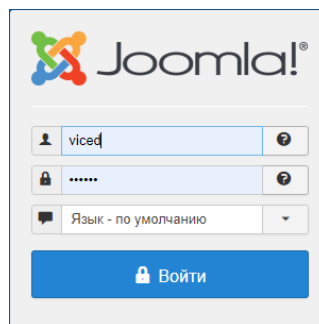 Joomla!®
viced
••••••
Язык - по умолчанию
Войти